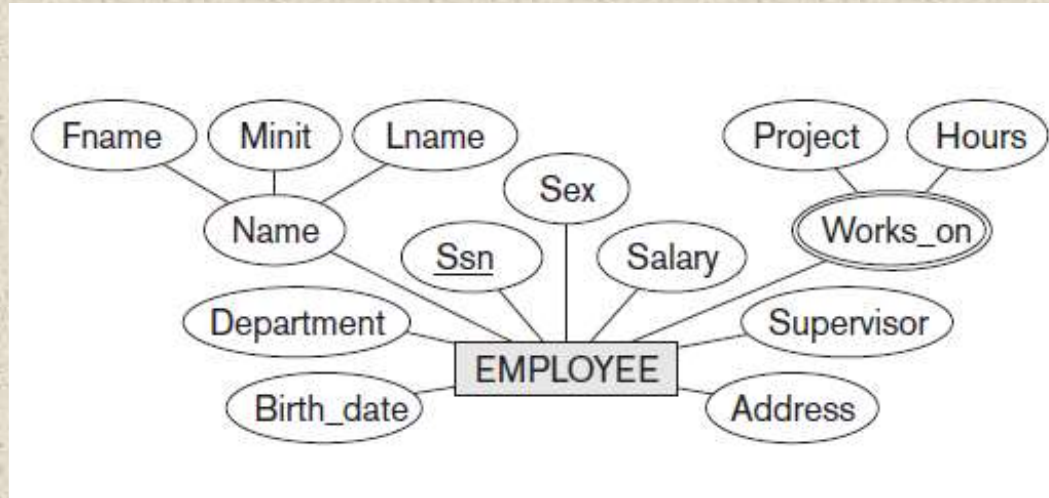 Fname Minit Lname Project Hours
Sex
Name Works_on
Ssn Salary
Department Supervisor
EMPLOYEE
Birth_date Address